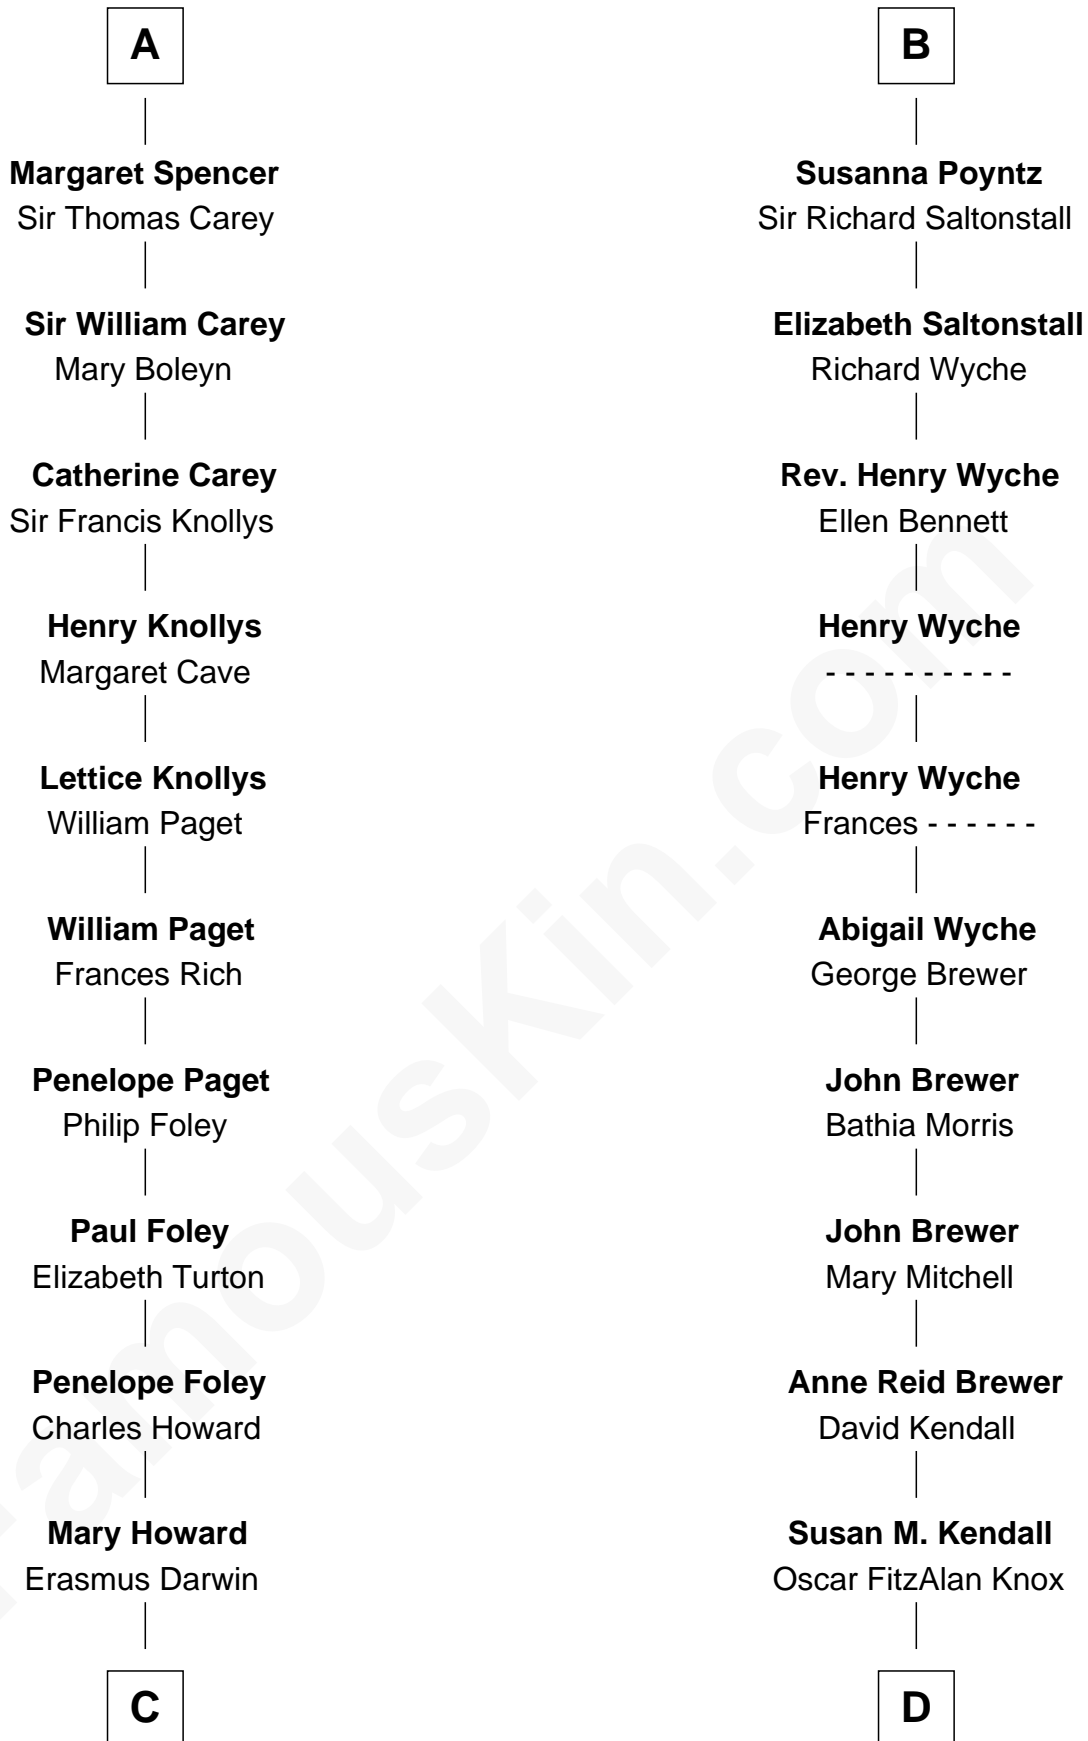 A
Margaret Spencer
Sir Thomas Carey
Sir William Carey
Mary Boleyn
Catherine Carey
Sir Francis Knollys
Henry Knollys
Margaret Cave
Lettice Knollys
William Paget
William Paget
Frances Rich
Penelope Paget
Philip Foley
Paul Foley
Elizabeth Turton
Penelope Foley
Charles Howard
Mary Howard
Erasmus Darwin
C
B
Susanna Poyntz
Sir Richard Saltonstall
Elizabeth Saltonstall
Richard Wyche
Rev. Henry Wyche
Ellen Bennett
Henry Wyche
- - - - - - - - - -
Henry Wyche
Frances - - - - - -
Abigail Wyche
George Brewer
John Brewer
Bathia Morris
John Brewer
Mary Mitchell
Anne Reid Brewer
David Kendall
Susan M. Kendall
Oscar FitzAlan Knox
D
FamousKin.com